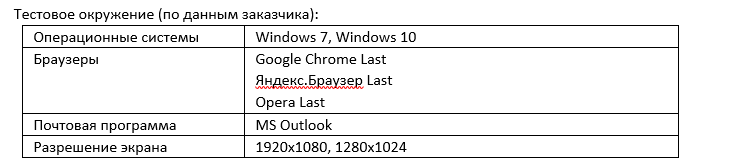 Тестовое окружение (по данным заказчика):
Операционные системы Windows 7, Windows 10
Браузеры Google Chrome Last
Яндекс.Браузер Last
Opera Last
Почтовая программа MS Outlook
Разрешение экрана 1920x1080, 1280x1024